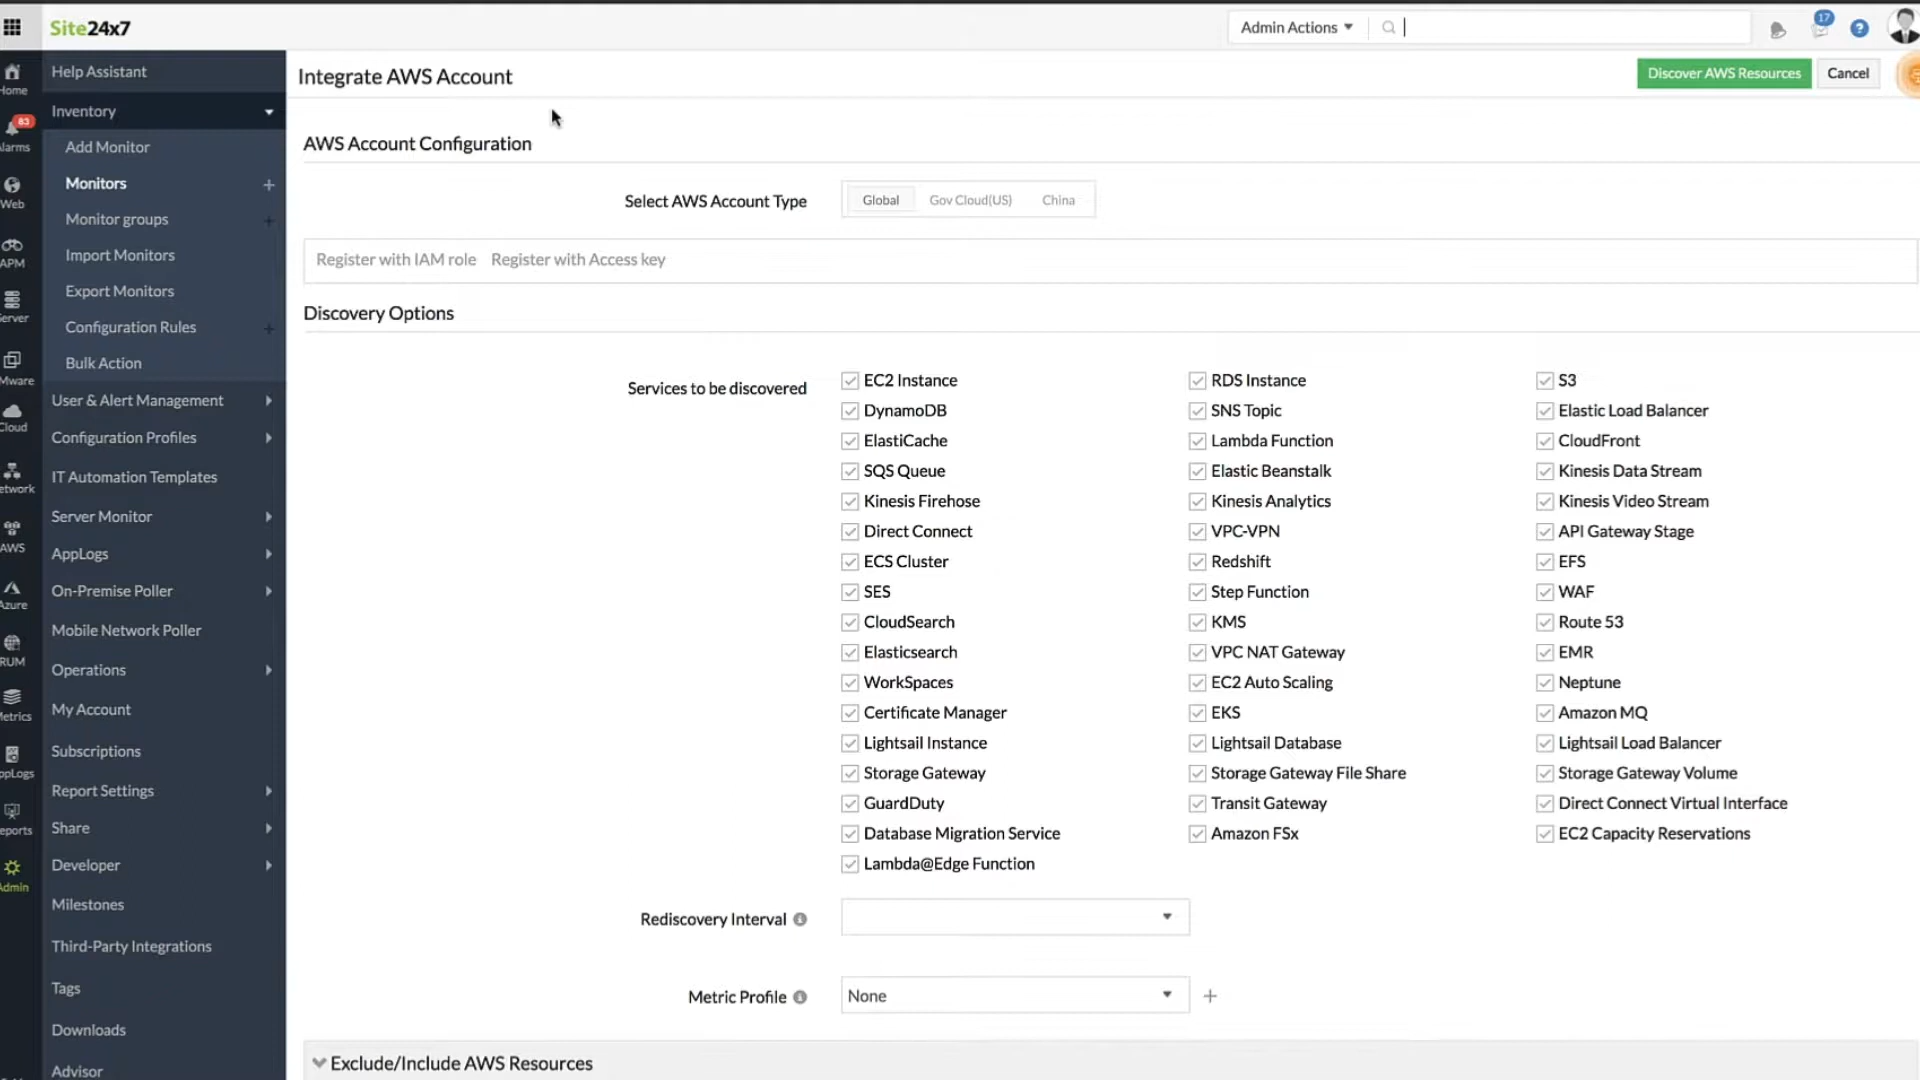 Site24x7
Admin Actions
17
Home
83
Web
Help Assistant
Inventory
Add Monitor
Monitors
Monitor groups
Import Monitors
Export Monitors
Configuration Rules
Bulk Action
User & Alert Management
Configuration Profiles
IT Automation Templates
Server Monitor
AppLogs
On-Premise Poller
Mobile Network Poller
Operations
My Account
Subscriptions
Report Settings
Share
Developer
Milestones
Third-Party Integrations
Tags
Downloads
Advisor
larms
APM
erver
Mware
Cloud
etwork
AWS
Azure
RUM
Metrics
ppLogs
eports
Admin
Integrate AWS Account
Discover AWS Resources
Cancel
AWS Account Configuration
Select AWS Account Type
Global Gov Cloud(US) China
Register with IAM role Register with Access key
Discovery Options
Services to be discovered
EC2 Instance RDS Instance S3
DynamoDB SNS Topic Elastic Load Balancer
ElastiCache Lambda Function CloudFront
SQS Queue Elastic Beanstalk Kinesis Data Stream
Kinesis Firehose Kinesis Analytics Kinesis Video Stream
Direct Connect VPC-VPN API Gateway Stage
ECS Cluster Redshift EFS
SES Step Function WAF
CloudSearch KMS Route 53
Elasticsearch VPC NAT Gateway EMR
WorkSpaces EC2 Auto Scaling Neptune
Certificate Manager EKS Amazon MQ
Lightsail Instance Lightsail Database Lightsail Load Balancer
Storage Gateway Storage Gateway File Share Storage Gateway Volume
GuardDuty Transit Gateway Direct Connect Virtual Interface
Database Migration Service Amazon FSx EC2 Capacity Reservations
Lambda@Edge Function
Rediscovery Interval
Metric Profile
None
Exclude/Include AWS Resources